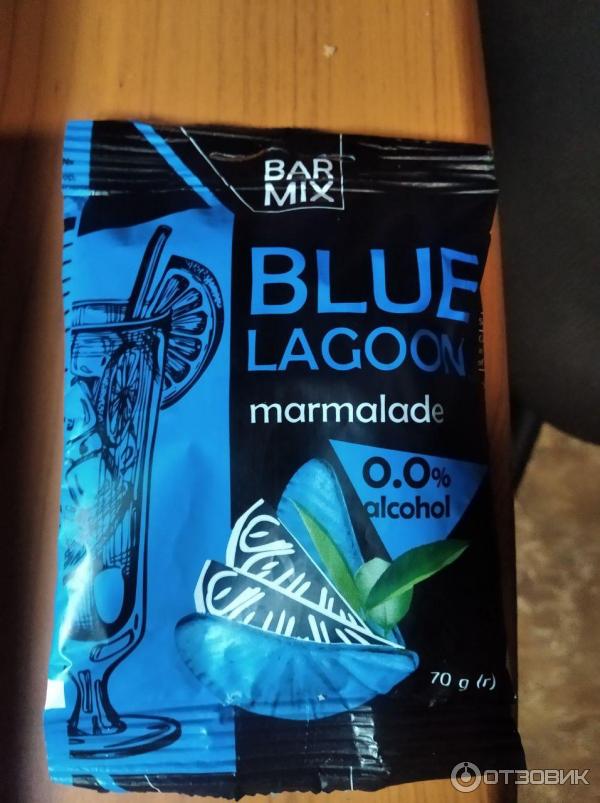 BAR
MIX
BLUE
LAGOON
marmalade
0.0%
alcohol
70 g (г)
ОТЗОВИК